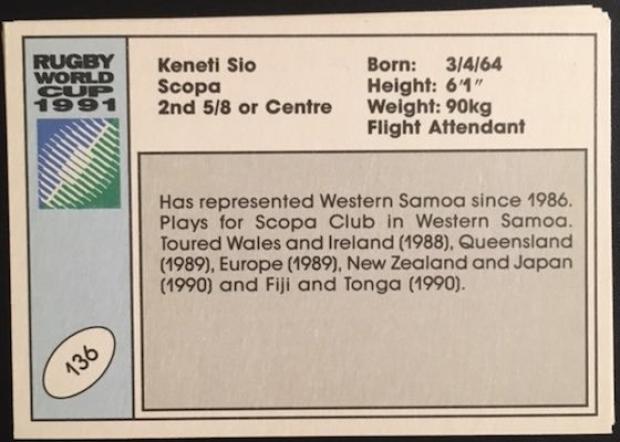 RUGBY
WORLD
CUP
1991
Keneti Sio
Scopa
2nd 5/8 or Centre
Born: 3/4/64
Height: 6'1"
Weight: 90kg
Flight Attendant
Has represented Western Samoa since 1986.
Plays for Scopa Club in Western Samoa.
Toured Wales and Ireland (1988), Queensland
(1989), Europe (1989), New Zealand and Japan
(1990) and Fiji and Tonga (1990).
136